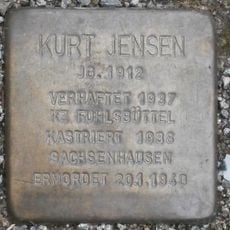 KURT JENSEN
JG. 1912
VERHAFTET 1937
KZ FUHLSBÜTTEL
KASTRIERT 1938
SACHSENHAUSEN
ERMORDET 20.1.1940